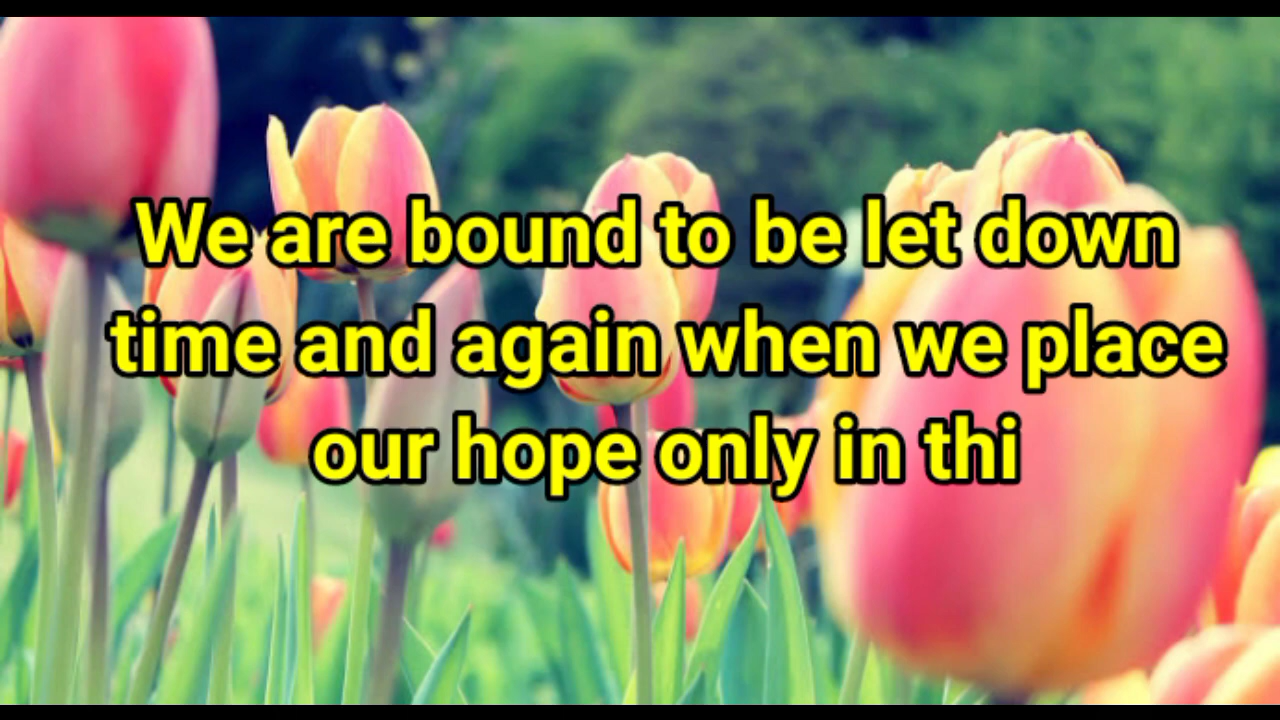 We are bound to be let down
time and again when we place
our hope only in thi